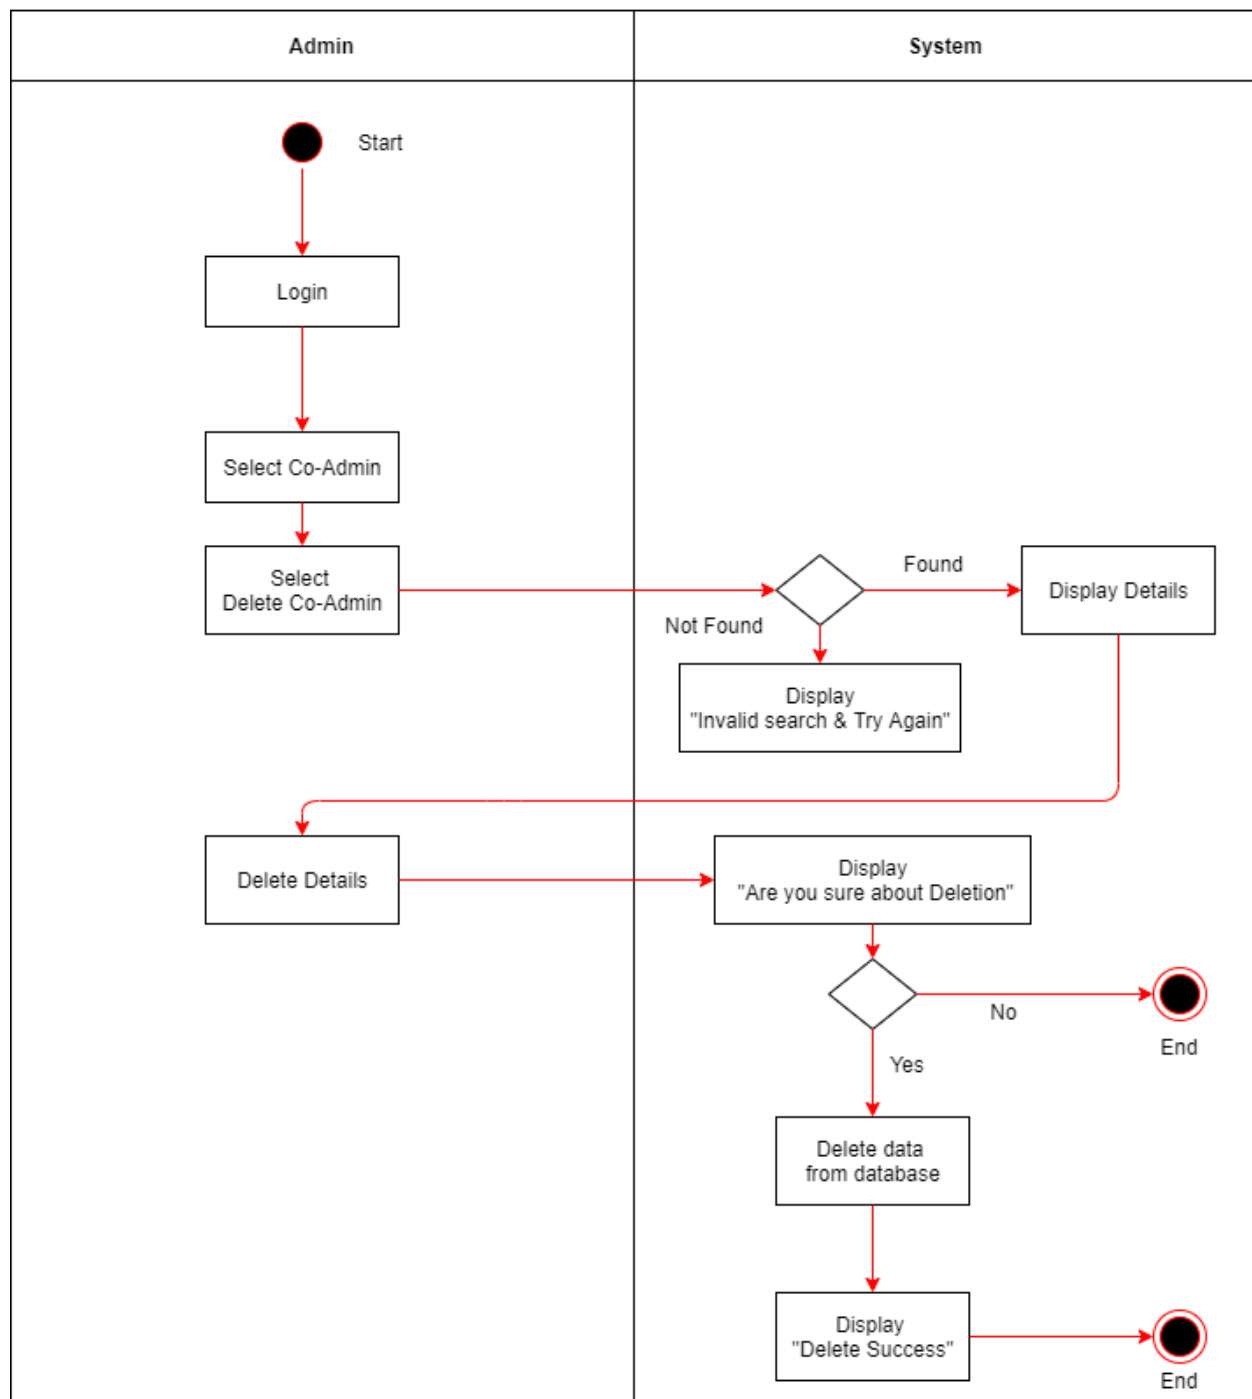 Admin
System
Start
Login
Select Co-Admin
Select
Delete Co-Admin
Found
Display Details
Not Found
Display
"Invalid search & Try Again"
Delete Details
Display
"Are you sure about Deletion"
No
End
Yes
Delete data
from database
Display
"Delete Success"
End